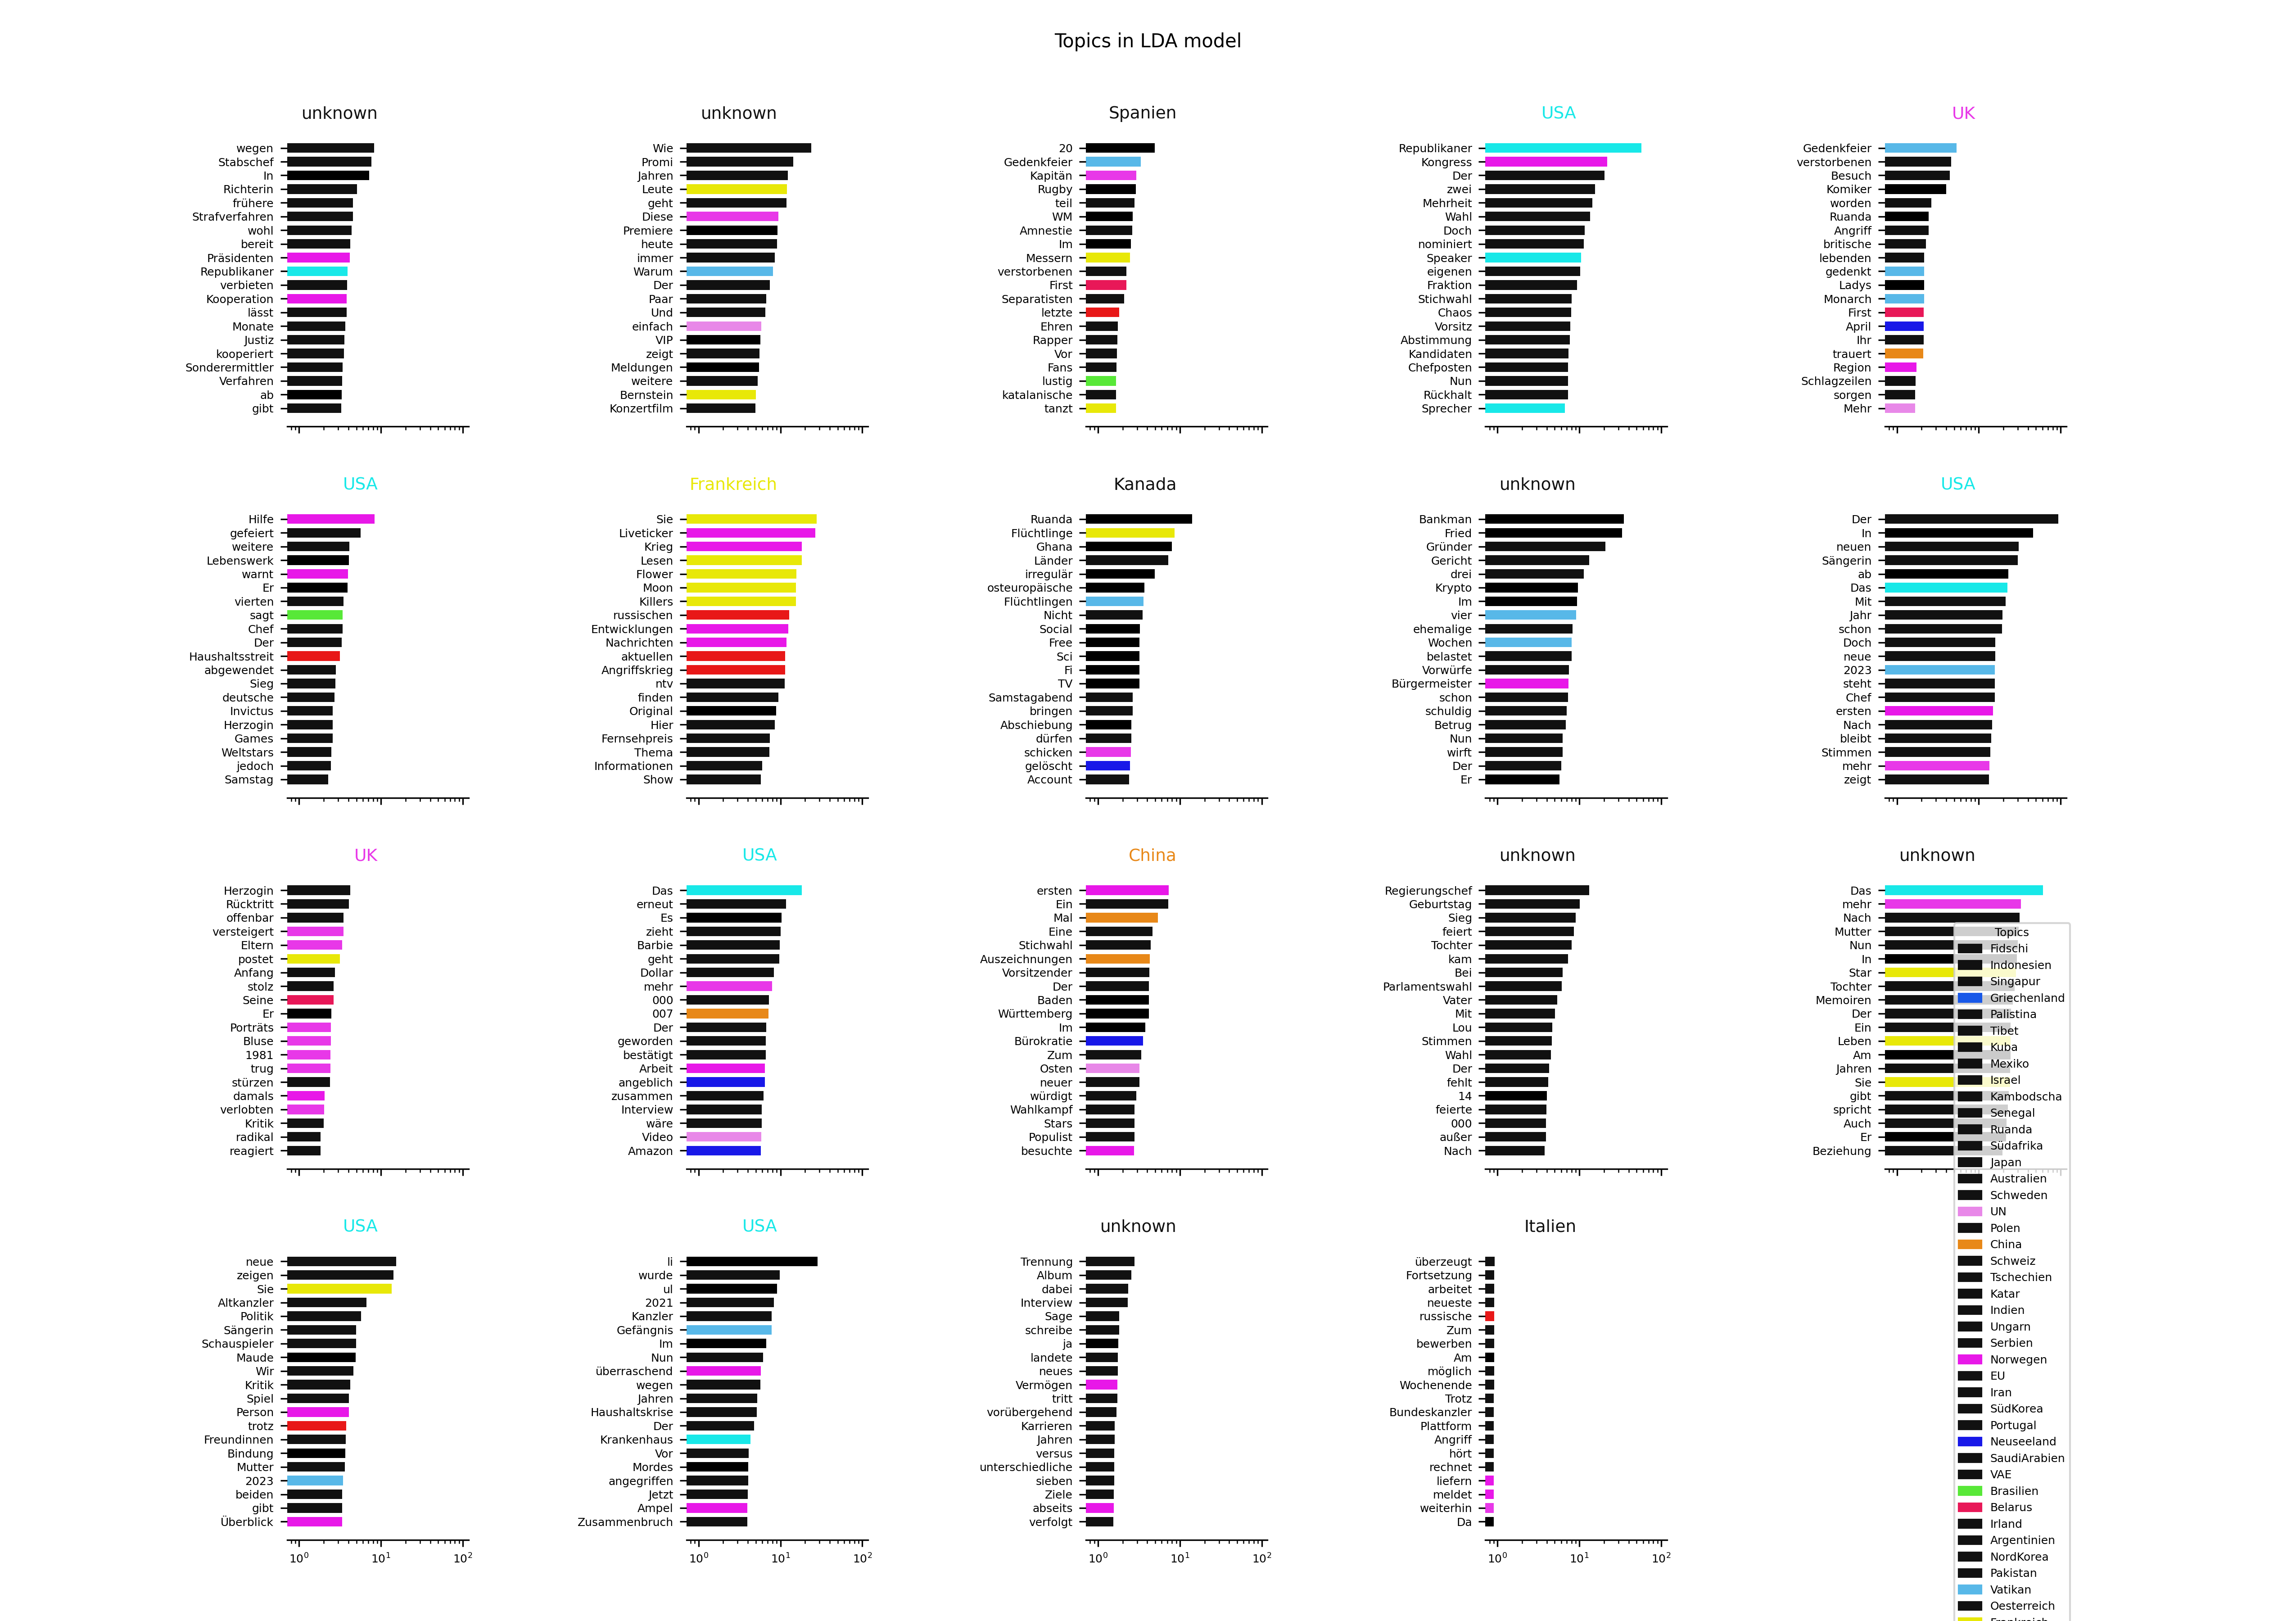 Topics in LDA model
unknown
wegen
Stabschef
In
Richterin
frühere
Strafverfahren
wohl
bereit
Präsidenten
Republikaner
verbieten
Kooperation
lässt
Monate
Justiz
kooperiert
Sonderermittler
Verfahren
ab
gibt
unknown
Wie
Promi
Jahren
Leute
geht
Diese
Premiere
heute
immer
Warum
Der
Paar
Und
einfach
VIP
zeigt
Meldungen
weitere
Bernstein
Konzertfilm
Spanien
20
Gedenkfeier
Kapitän
Rugby
teil
WM
Amnestie
Im
Messern
verstorbenen
First
Separatisten
letzte
Ehren
Rapper
Vor
Fans
lustig
katalanische
tanzt
USA
Republikaner
Kongress
Der
zwei
Mehrheit
Wahl
Doch
nominiert
Speaker
eigenen
Fraktion
Stichwahl
Chaos
Vorsitz
Abstimmung
Kandidaten
Chefposten
Nun
Rückhalt
Sprecher
UK
Gedenkfeier
verstorbenen
Besuch
Komiker
worden
Ruanda
Angriff
britische
lebenden
gedenkt
Ladys
Monarch
First
April
Ihr
trauert
Region
Schlagzeilen
sorgen
Mehr
USA
Hilfe
gefeiert
weitere
Lebenswerk
warnt
Er
vierten
sagt
Chef
Der
Haushaltsstreit
abgewendet
Sieg
deutsche
Invictus
Herzogin
Games
Weltstars
jedoch
Samstag
Frankreich
Sie
Liveticker
Krieg
Lesen
Flower
Moon
Killers
russischen
Entwicklungen
Nachrichten
aktuellen
Angriffskrieg
ntv
finden
Original
Hier
Fernsehpreis
Thema
Informationen
Show
Kanada
Ruanda
Flüchtlinge
Ghana
Länder
irregulär
osteuropäische
Flüchtlingen
Nicht
Social
Free
Sci
Fi
TV
Samstagabend
bringen
Abschiebung
dürfen
schicken
gelöscht
Account
unknown
Bankman
Fried
Gründer
Gericht
drei
Krypto
Im
vier
ehemalige
Wochen
belastet
Vorwürfe
Bürgermeister
schon
schuldig
Betrug
Nun
wirft
Der
Er
USA
Der
In
neuen
Sängerin
ab
Das
Mit
Jahr
schon
Doch
neue
2023
steht
Chef
ersten
Nach
bleibt
Stimmen
mehr
zeigt
UK
Herzogin
Rücktritt
offenbar
versteigert
Eltern
postet
Anfang
stolz
Seine
Er
Porträts
Bluse
1981
trug
stürzen
damals
verlobten
Kritik
radikal
reagiert
USA
Das
erneut
Es
zieht
Barbie
geht
Dollar
mehr
000
007
Der
geworden
bestätigt
Arbeit
angeblich
zusammen
Interview
wäre
Video
Amazon
China
ersten
Ein
Mal
Eine
Stichwahl
Auszeichnungen
Vorsitzender
Der
Baden
Württemberg
Im
Bürokratie
Zum
Osten
neuer
würdigt
Wahlkampf
Stars
Populist
besuchte
unknown
Regierungschef
Geburtstag
Sieg
feiert
Tochter
kam
Bei
Parlamentswahl
Vater
Mit
Lou
Stimmen
Wahl
Der
fehlt
14
feierte
000
außer
Nach
unknown
Das
mehr
Nach
Mutter
Nun
In
Star
Tochter
Memoiren
Der
Ein
Leben
Am
Jahren
Sie
gibt
spricht
Auch
Er
Beziehung
USA
neue
zeigen
Sie
Altkanzler
Politik
Sängerin
Schauspieler
Maude
Wir
Kritik
Spiel
Person
trotz
Freundinnen
Bindung
Mutter
2023
beiden
gibt
Überblick
10⁰ 10¹ 10²
USA
li
wurde
ul
2021
Kanzler
Gefängnis
Im
Nun
überraschend
wegen
Jahren
Haushaltskrise
Der
Krankenhaus
Vor
Mordes
angegriffen
Jetzt
Ampel
Zusammenbruch
10⁰ 10¹ 10²
unknown
Trennung
Album
dabei
Interview
Sage
schreibe
ja
landete
neues
Vermögen
tritt
vorübergehend
Karrieren
Jahren
versus
unterschiedliche
sieben
Ziele
abseits
verfolgt
10⁰ 10¹ 10²
Italien
überzeugt
Fortsetzung
arbeitet
neueste
russische
Zum
bewerben
Am
möglich
Wochenende
Trotz
Bundeskanzler
Plattform
Angriff
hört
rechnet
liefern
meldet
weiterhin
Da
10⁰ 10¹ 10²
Topics
Fidschi
Indonesien
Singapur
Griechenland
Palistina
Tibet
Kuba
Mexiko
Israel
Kambodscha
Senegal
Ruanda
Südafrika
Japan
Australien
Schweden
UN
Polen
China
Schweiz
Tschechien
Katar
Indien
Ungarn
Serbien
Norwegen
EU
Iran
SüdKorea
Portugal
Neuseeland
SaudiArabien
VAE
Brasilien
Belarus
Irland
Argentinien
NordKorea
Pakistan
Vatikan
Oesterreich